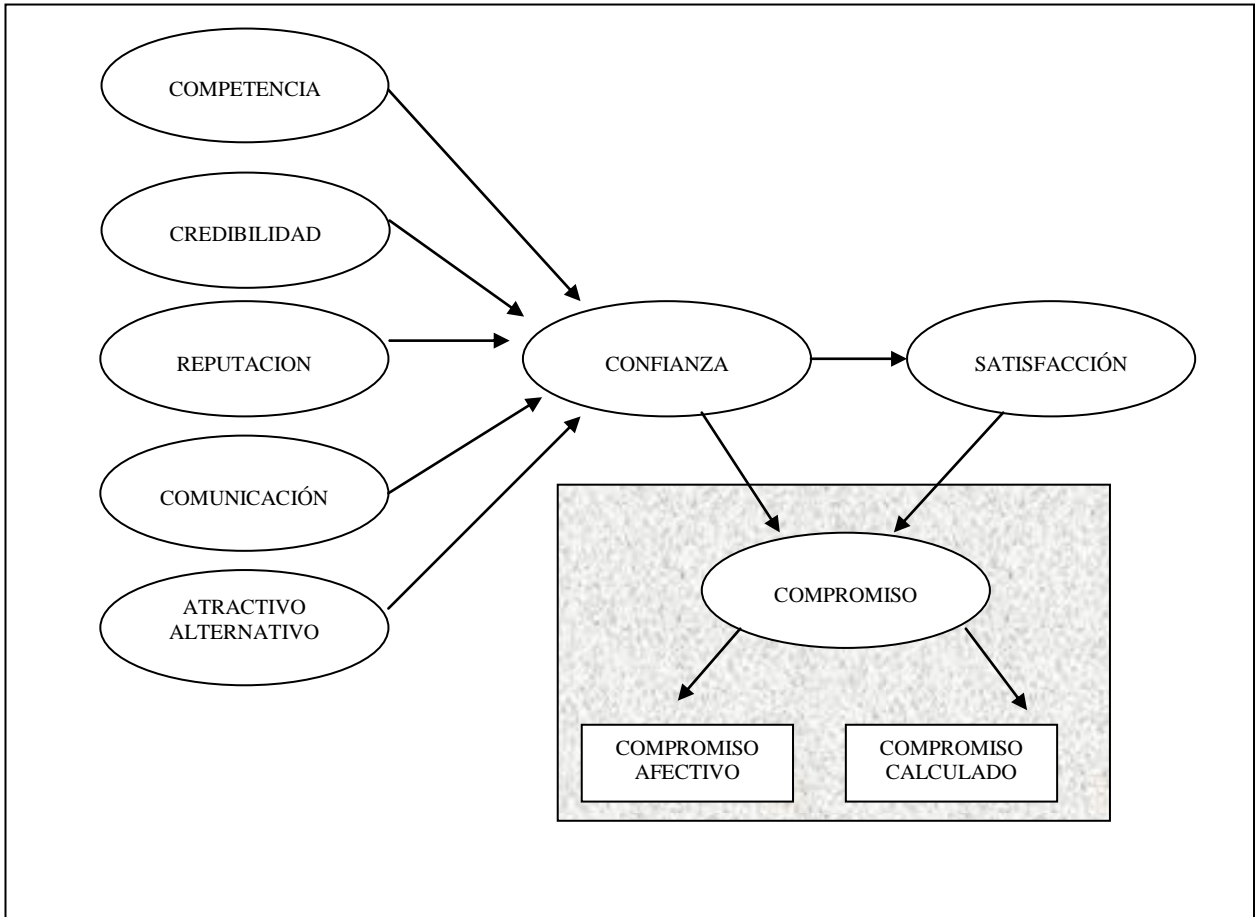 COMPETENCIA
CREDIBILIDAD
REPUTACION
CONFIANZA
SATISFACCIÓN
COMUNICACIÓN
ATRACTIVO
ALTERNATIVO
COMPROMISO
COMPROMISO
AFECTIVO
COMPROMISO
CALCULADO